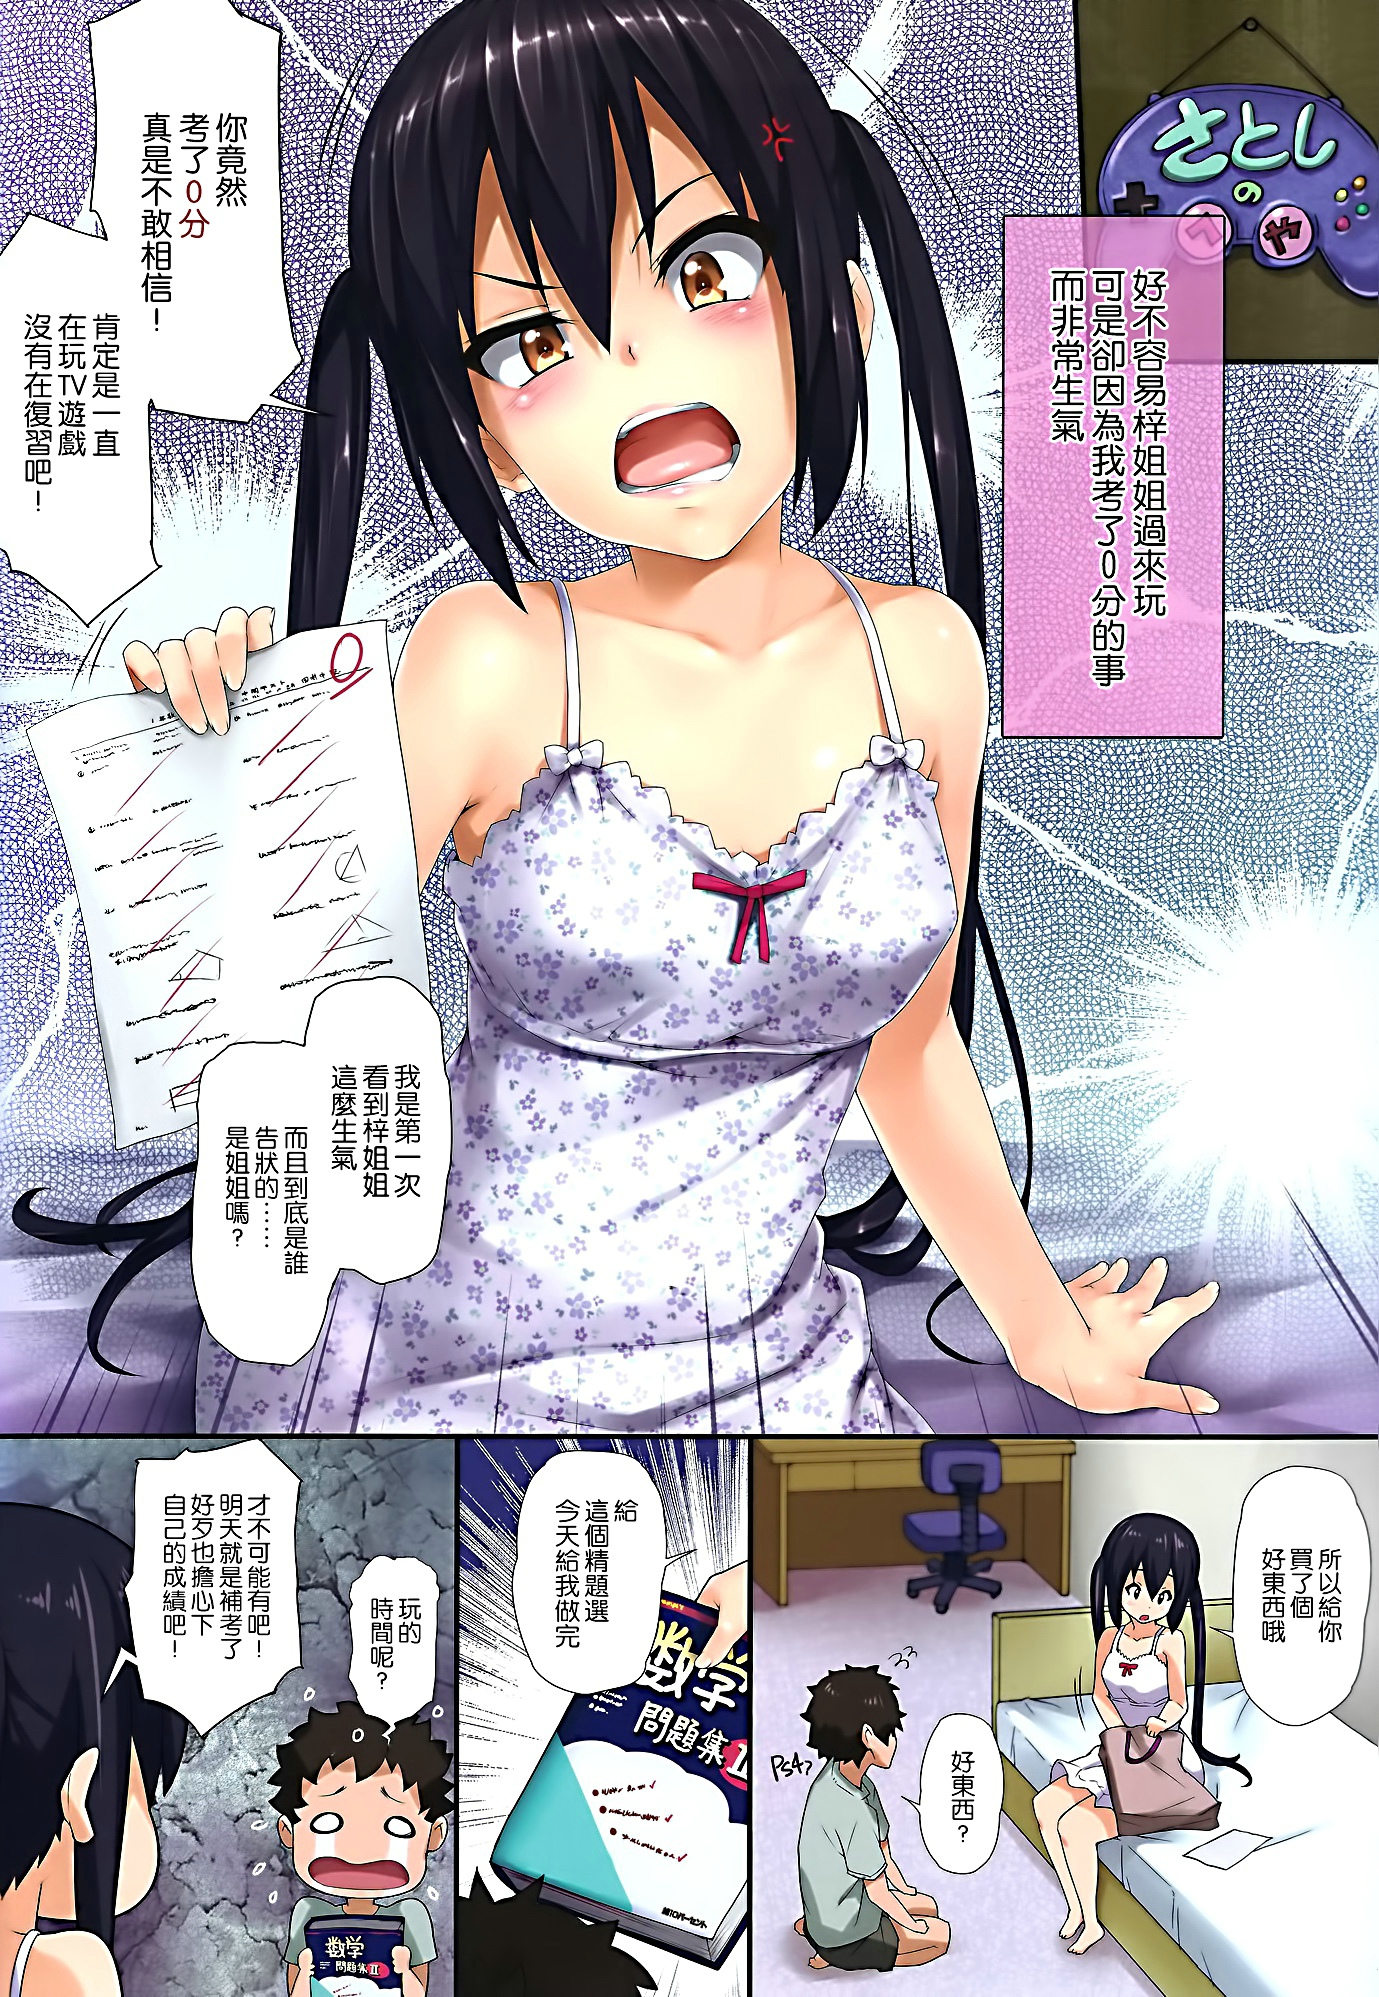 さとし
の
へや
好不容易梓姐姐過來玩
可是卻因為我考了0分的事
而非常生氣
你竟然
考了0分
真是不敢相信！
肯定是一直
在玩TV遊戲
沒有在復習吧！
0
我是第一次
看到梓姐姐
這麼生氣
而且到底是誰
告狀的……
是姐姐嗎？
所以給你
買了個
好東西哦
好東西？
PS4?
給
這個精題選
今天給我做完
数学
問題集II
玩的
時間呢？
才不可能有吧！
明天就是補考了
好歹也擔心下
自己的成績吧！
数学
問題集II